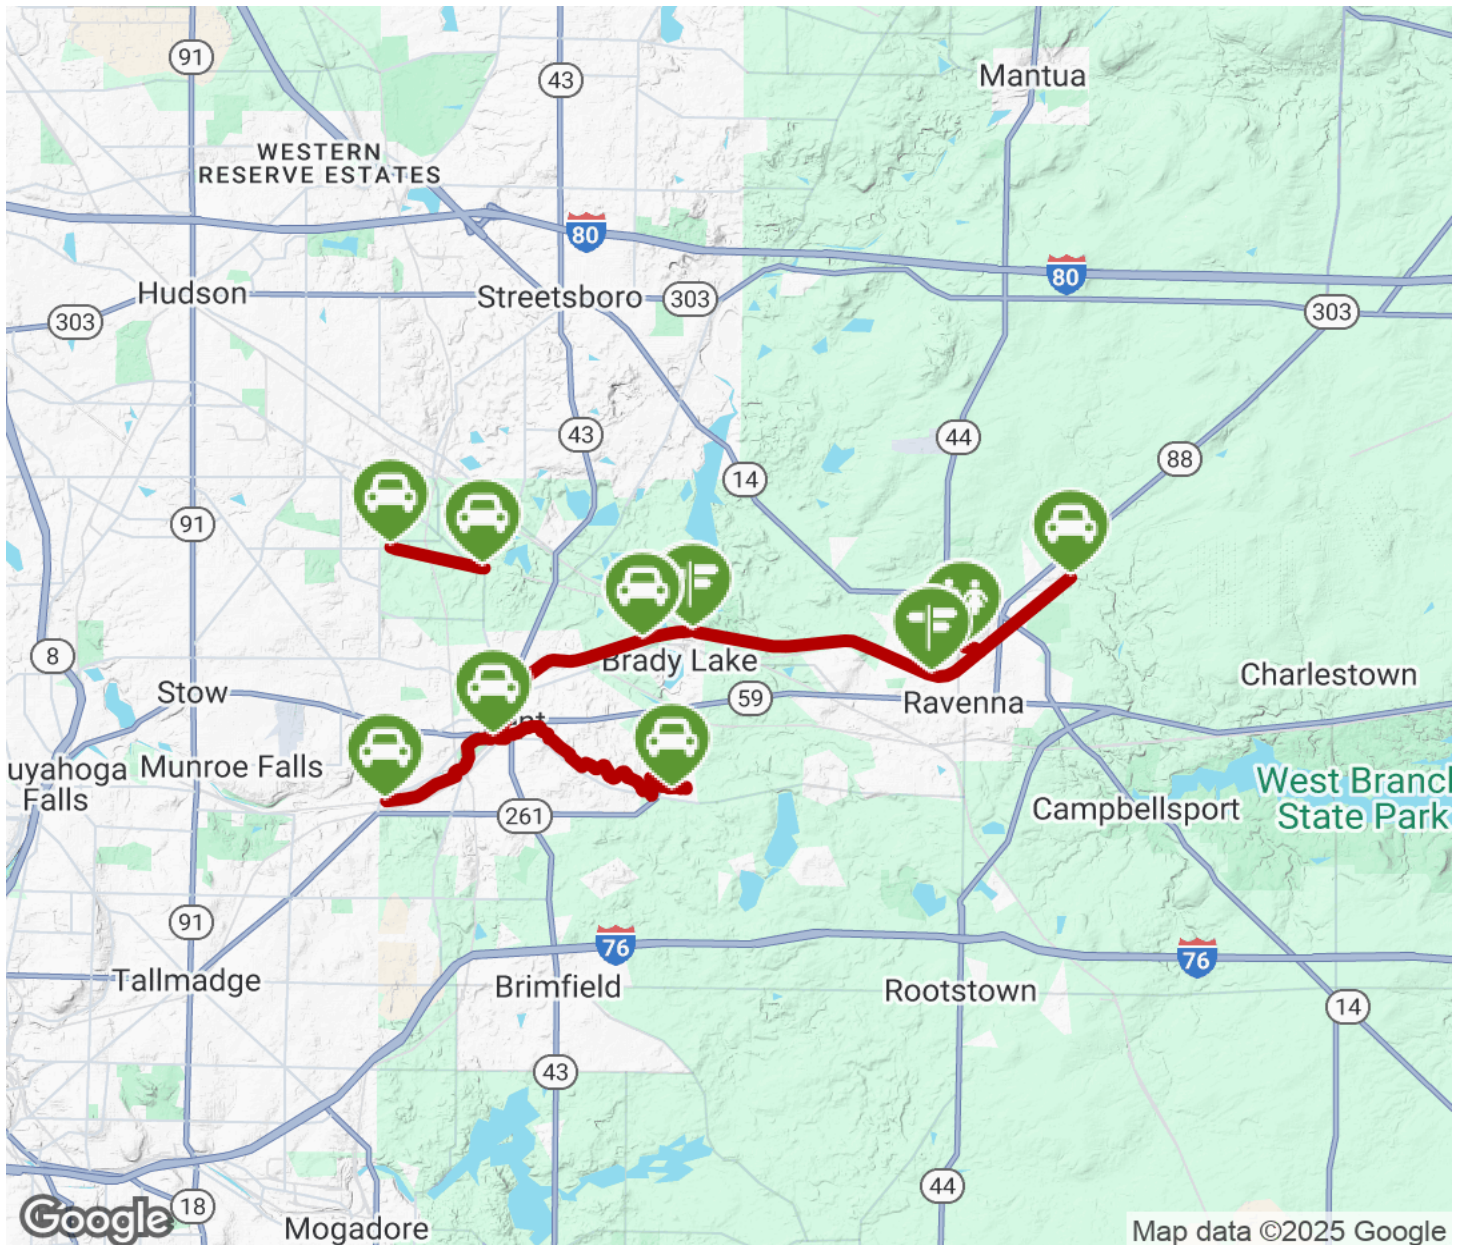 91
43
Mantua
WESTERN
RESERVE ESTATES
80
80
Hudson
Streetsboro
303
303
303
43
44
88
14
91
8
Brady Lake
Stow
59
Ravenna
Charlestown
uyahoga
Falls
Munroe Falls
261
Campbellsport
West Branch
State Park
91
76
76
Tallmadge
Brimfield
Rootstown
14
43
44
18
Google
Mogadore
Map data ©2025 Google